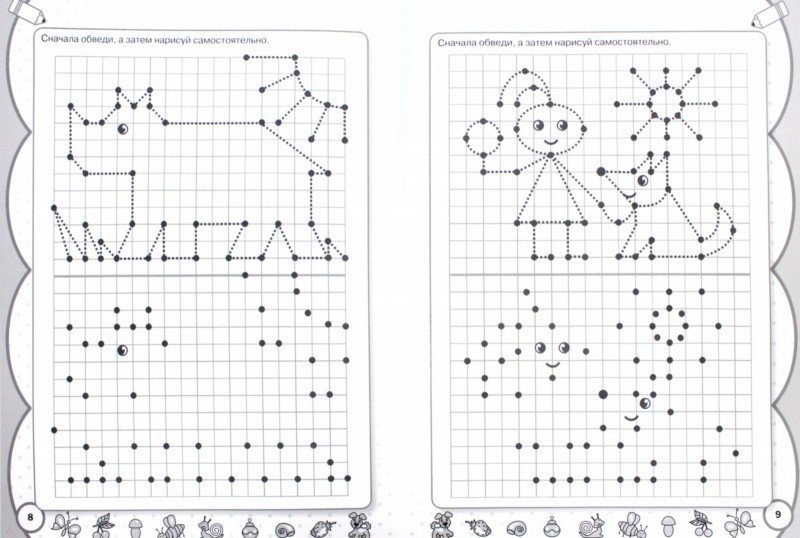 Сначала обведи, а затем нарисуй самостоятельно.
Сначала обведи, а затем нарисуй самостоятельно.
8
9